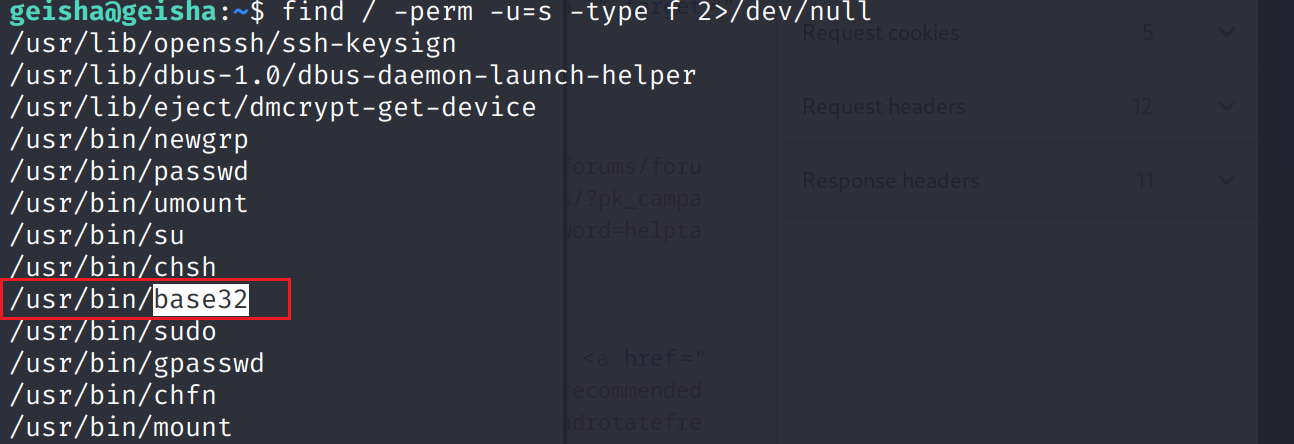 geisha@geisha:~$ find / -perm -u=s -type f 2>/dev/null
/usr/lib/openssh/ssh-keysign
Request cookies 5
/usr/lib/dbus-1.0/dbus-daemon-launch-helper
/usr/lib/eject/dmcrypt-get-device
Request headers 12
/usr/bin/newgrp
forums/foru
/usr/bin/passwd
Response headers 11
/usr/bin/umount
s/?pk_campa
/usr/bin/su
word=helpta
/usr/bin/chsh
/usr/bin/base32
/usr/bin/sudo
/usr/bin/gpasswd
<a href="
/usr/bin/chfn
recommended
/usr/bin/mount
adrotatefre